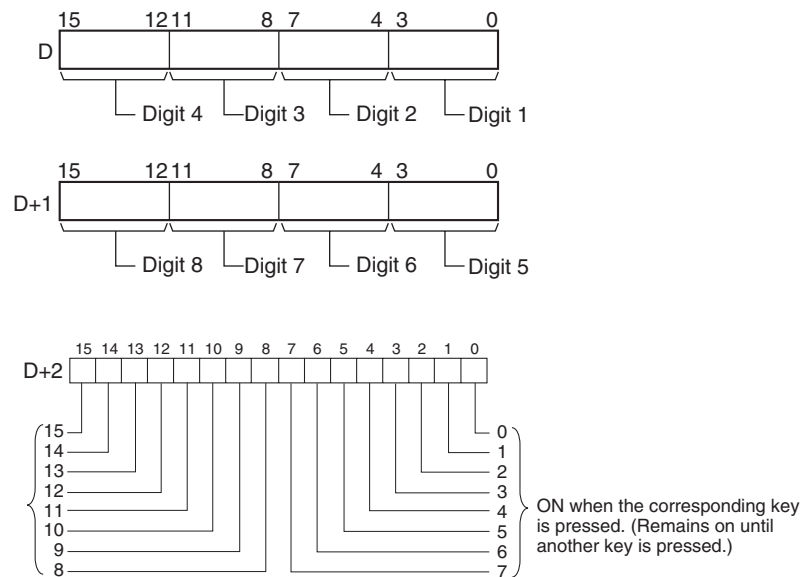 15 12 11 8 7 4 3 0
D
Digit 4 Digit 3 Digit 2 Digit 1
15 12 11 8 7 4 3 0
D+1
Digit 8 Digit 7 Digit 6 Digit 5
15 14 13 12 11 10 9 8 7 6 5 4 3 2 1 0
D+2
15 0
14 1
13 2
12 3
11 4
10 5
9 6
8 7
ON when the corresponding key
is pressed. (Remains on until
another key is pressed.)